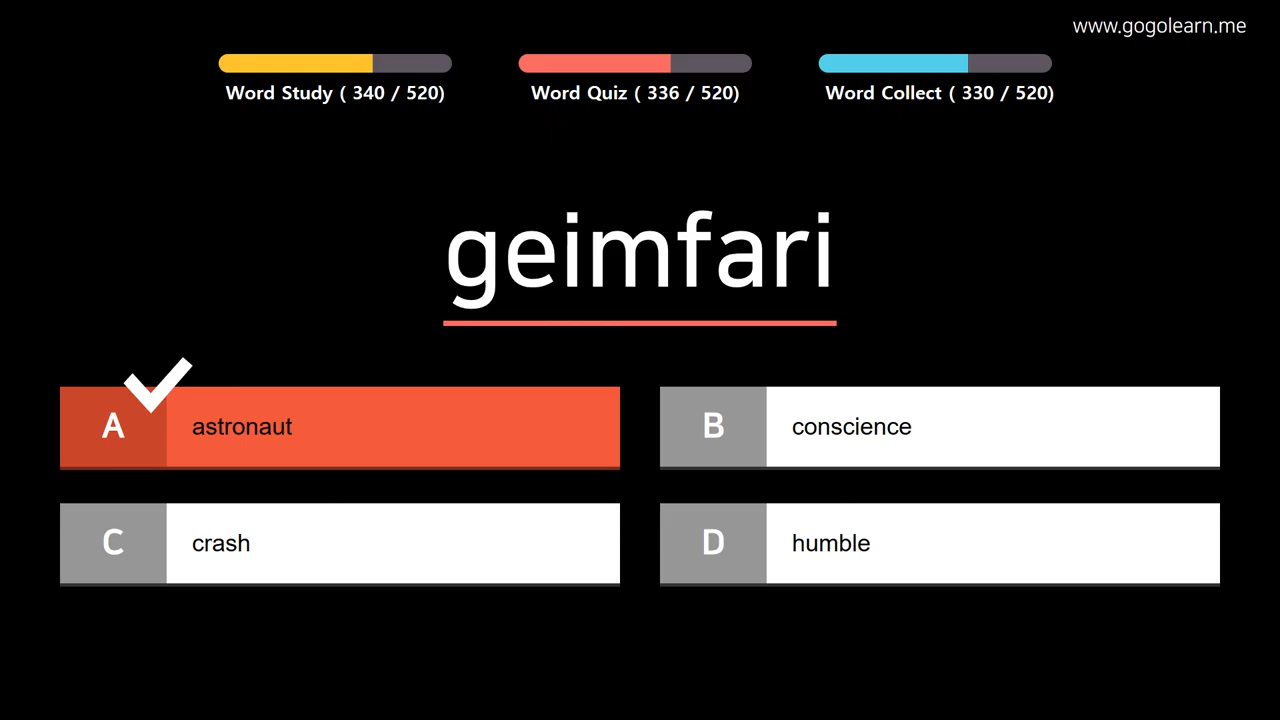 www.gogolearn.me
Word Study ( 340 / 520)
Word Quiz ( 336 / 520)
Word Collect ( 330 / 520)
geimfari
A astronaut
B conscience
C crash
D humble